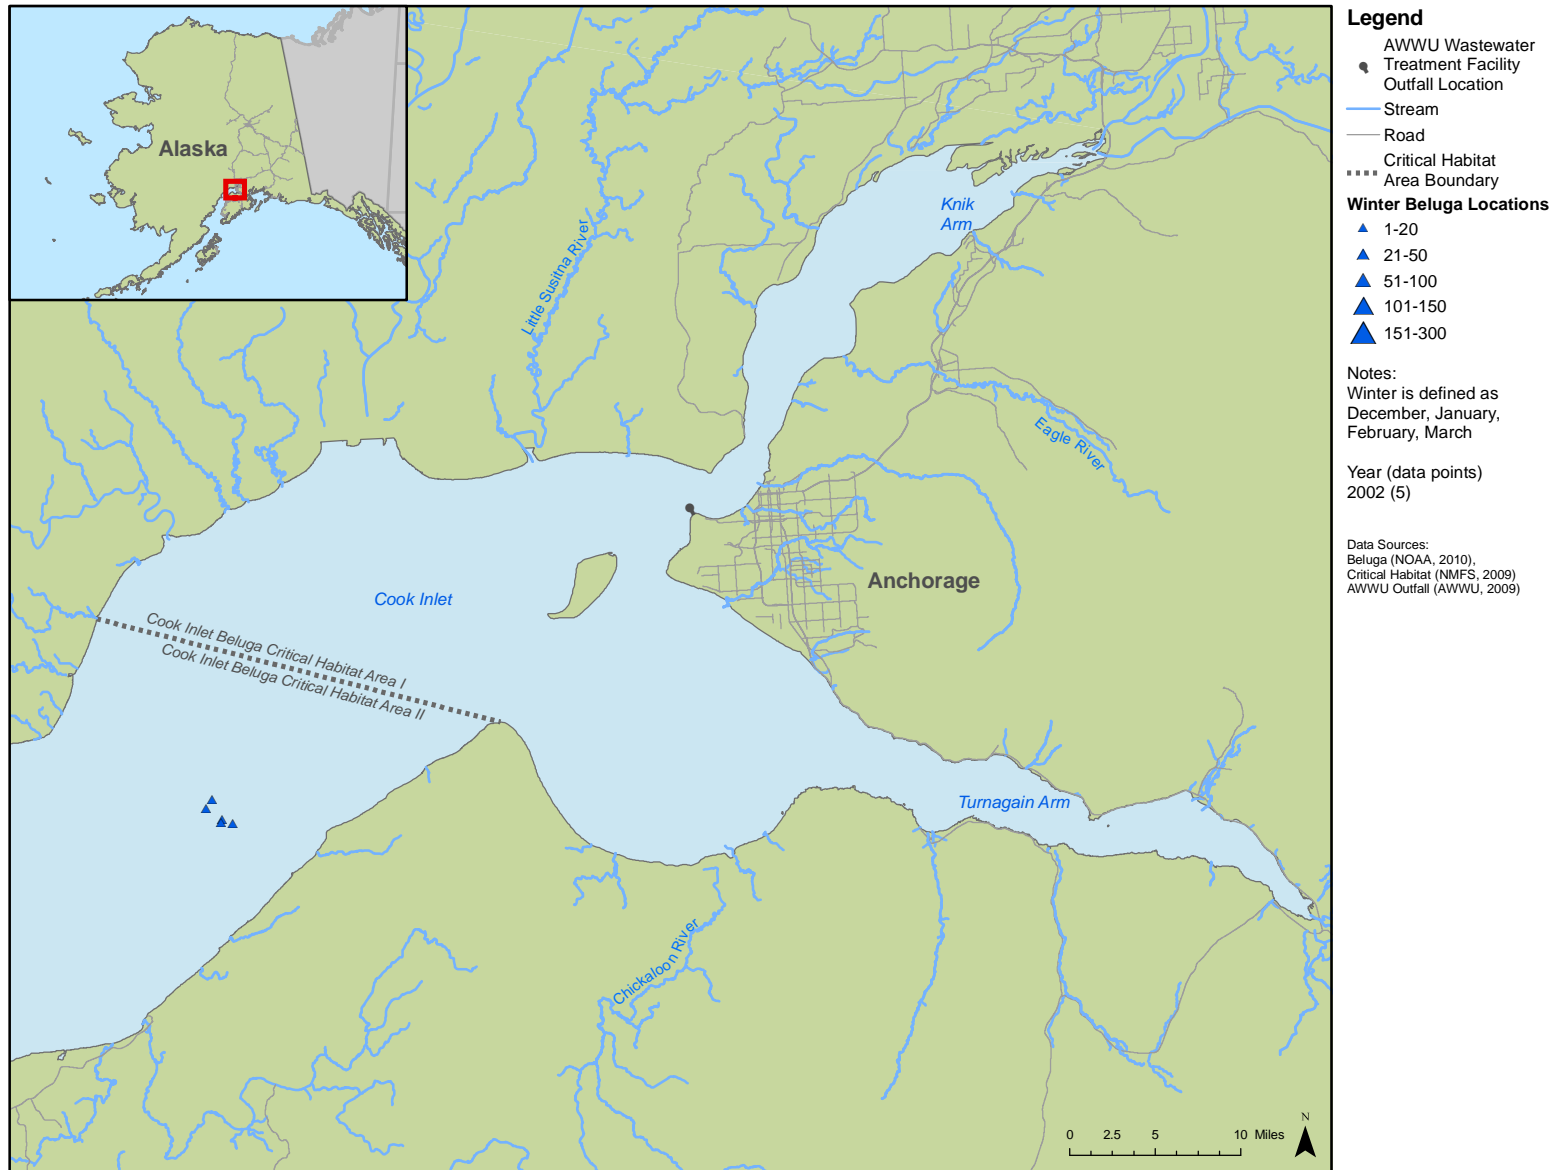 Alaska
Knik
Arm
Little Susitna River
Eagle River
Anchorage
Cook Inlet
Cook Inlet Beluga Critical Habitat Area I
Cook Inlet Beluga Critical Habitat Area II
Turnagain Arm
Chickaloon River
0 2.5 5 10 Miles
N
Legend
AWWU Wastewater
Treatment Facility
Outfall Location
Stream
Road
Critical Habitat
Area Boundary
Winter Beluga Locations
1-20
21-50
51-100
101-150
151-300
Notes:
Winter is defined as
December, January,
February, March
Year (data points)
2002 (5)
Data Sources:
Beluga (NOAA, 2010),
Critical Habitat (NMFS, 2009)
AWWU Outfall (AWWU, 2009)